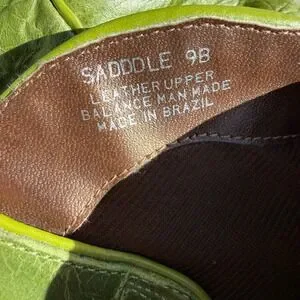 SADDDLE 9B
LEATHER UPPER
BALANCE MAN MADE
MADE IN BRAZIL